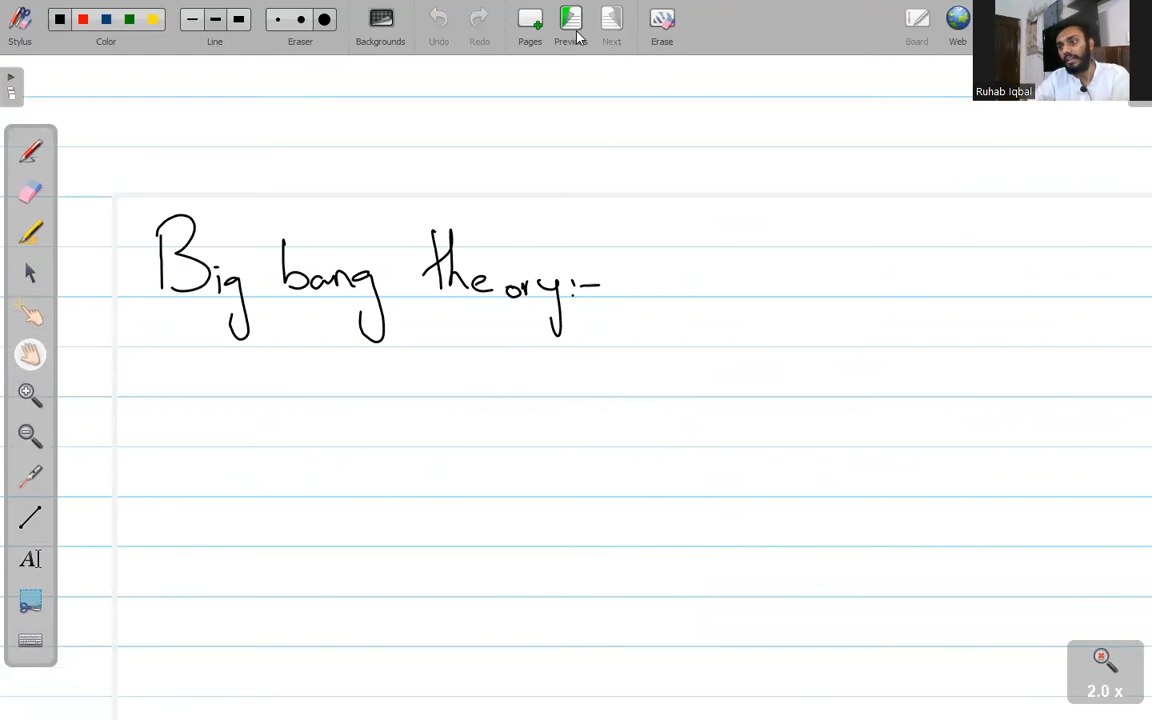 Stylus Color Line Eraser Backgrounds Undo Redo Pages Previous Next Erase Board Web
Ruhab Iqbal
Big bang theory:-
AI
2.0 x